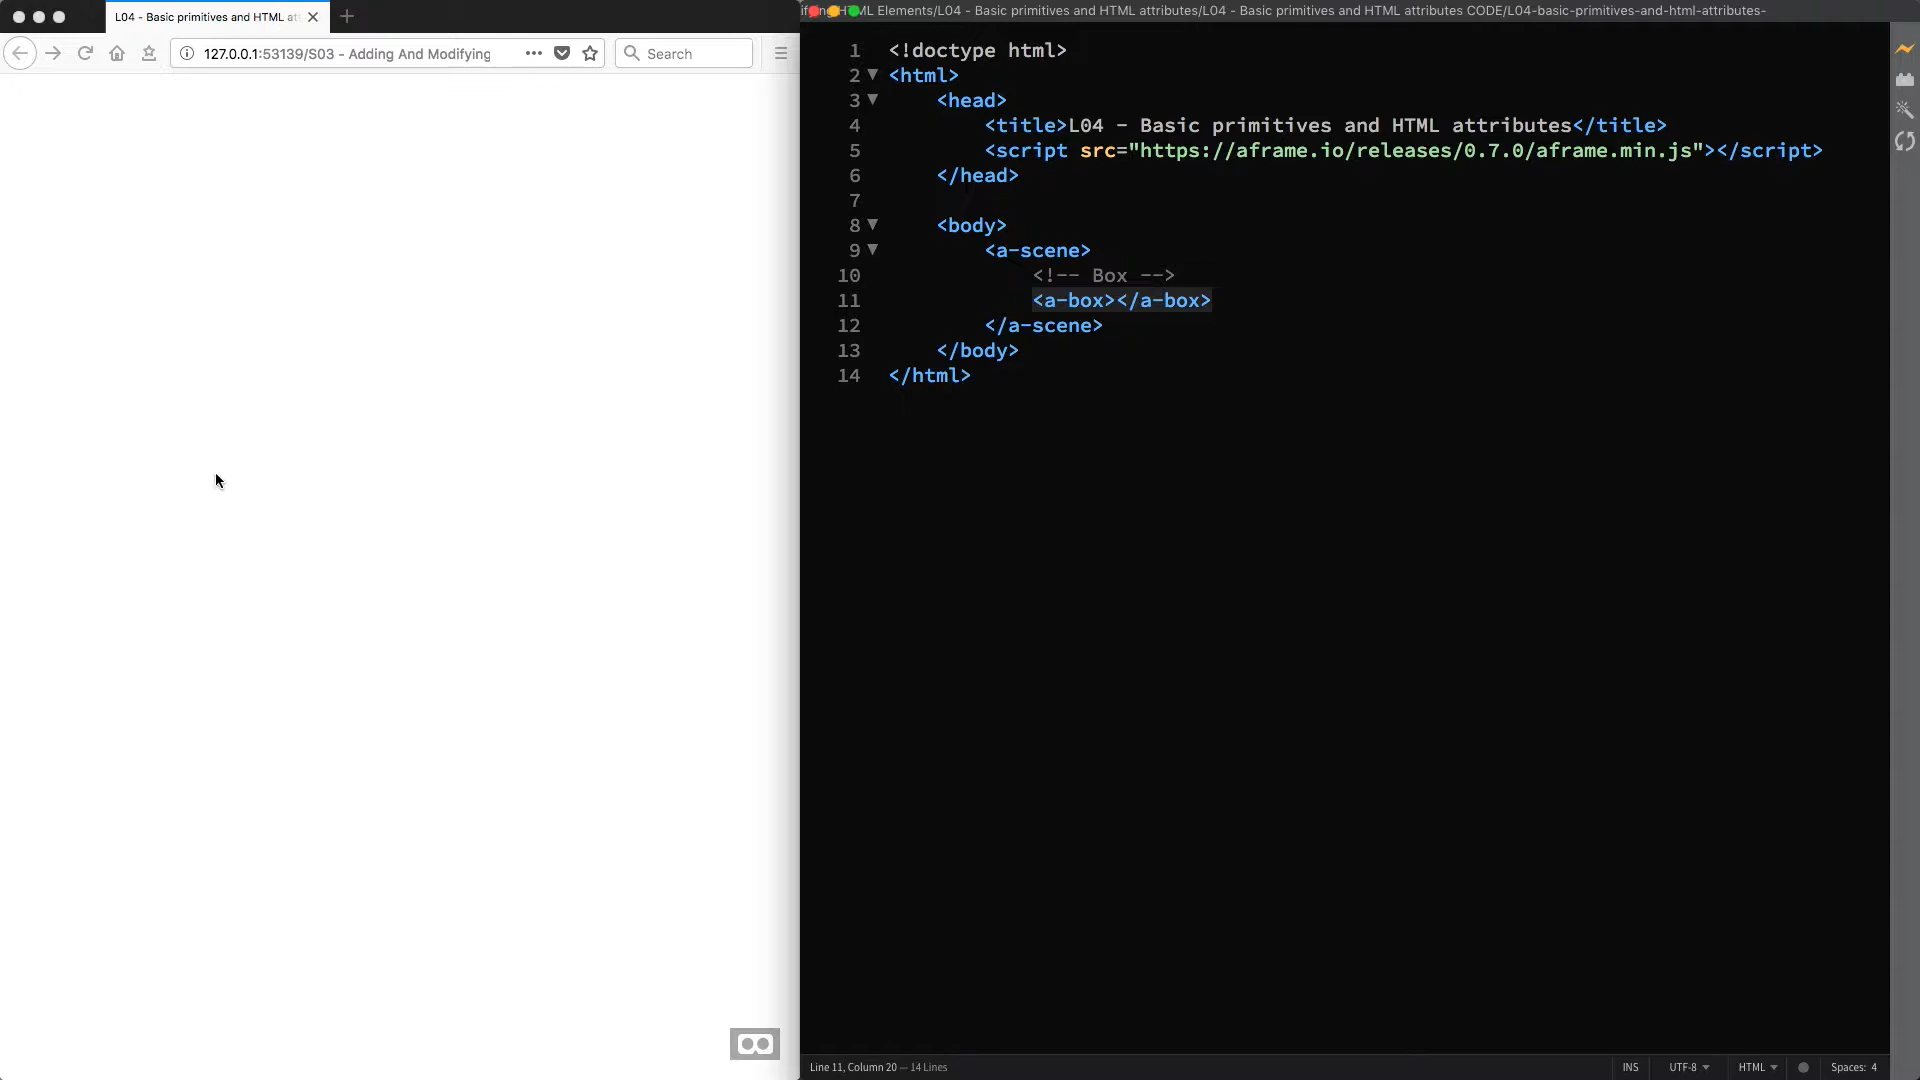 L04 - Basic primitives and HTML at
127.0.0.1:53139/S03 - Adding And Modifying
Search
ifying HTML Elements/L04 - Basic primitives and HTML attributes/L04 - Basic primitives and HTML attributes CODE/L04-basic-primitives-and-html-attributes-
1 <!doctype html>
2 <html>
3 <head>
4 <title>L04 - Basic primitives and HTML attributes</title>
5 <script src="https://aframe.io/releases/0.7.0/aframe.min.js"></script>
6 </head>
7
8 <body>
9 <a-scene>
10 <!-- Box -->
11 <a-box></a-box>
12 </a-scene>
13 </body>
14 </html>
Line 11, Column 20 — 14 Lines
INS
UTF-8
HTML
Spaces: 4